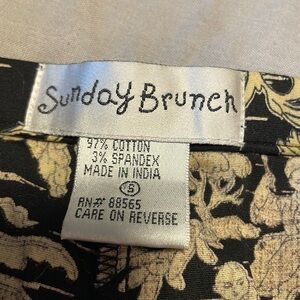 Sunday Brunch
97% COTTON
3% SPANDEX
MADE IN INDIA
S
RN# 88565
CARE ON REVERSE